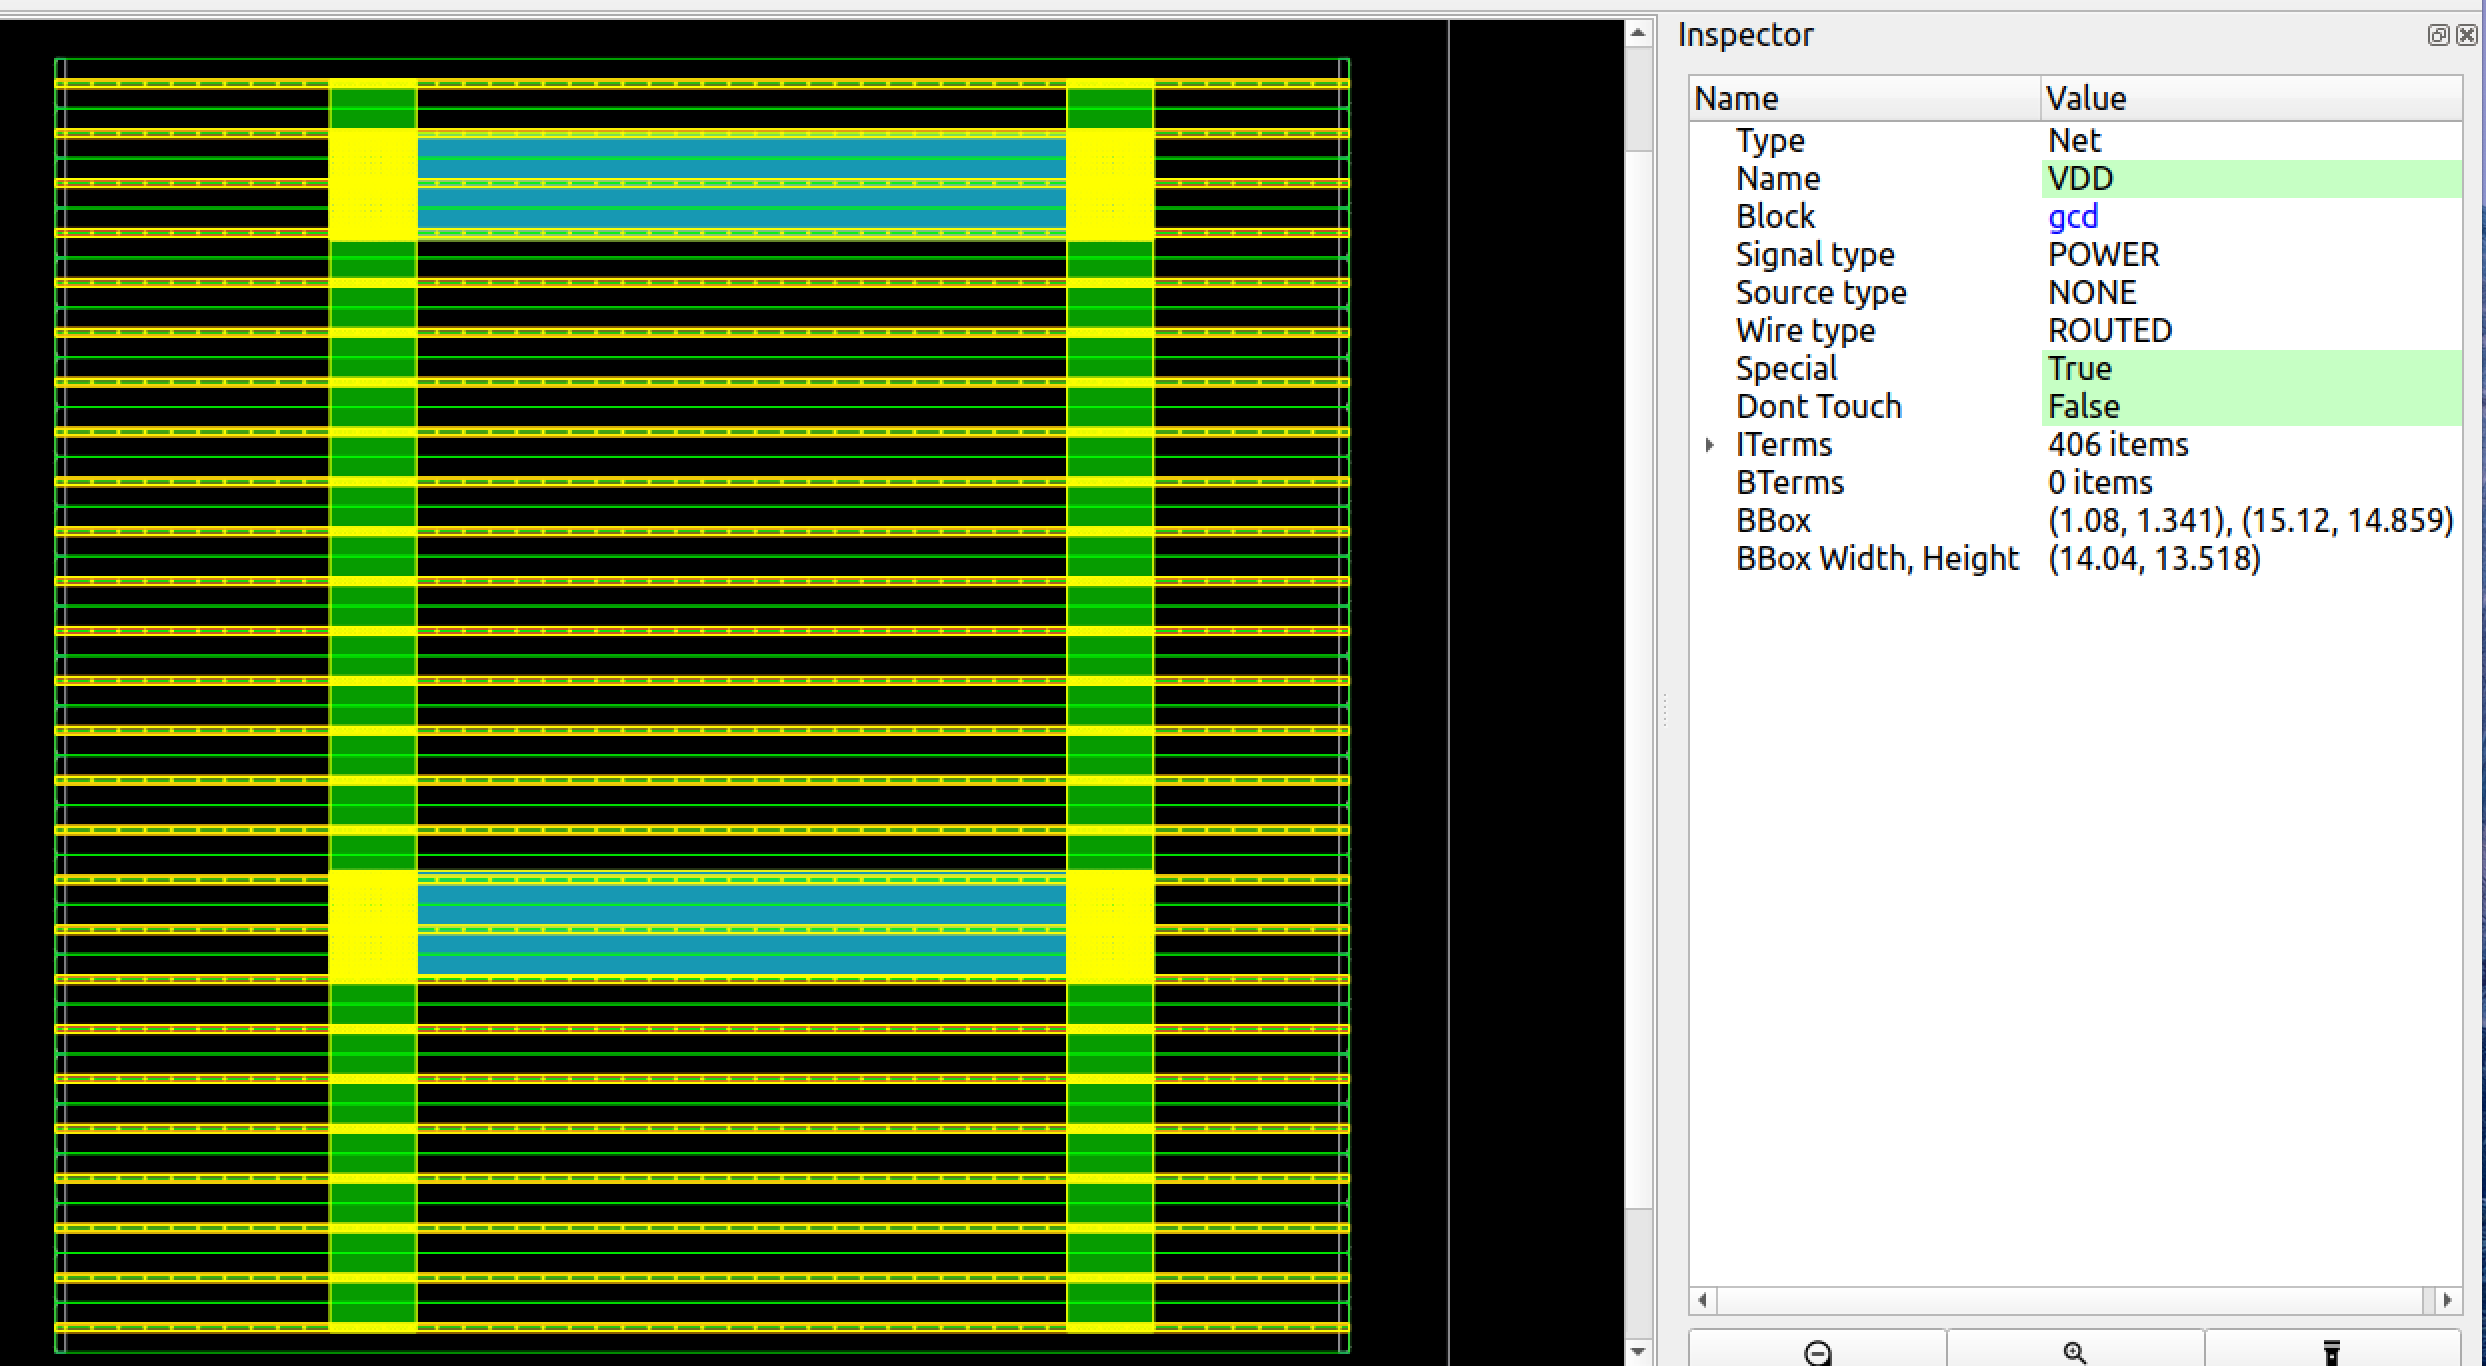 Inspector
Name Value
Type Net
Name VDD
Block gcd
Signal type POWER
Source type NONE
Wire type ROUTED
Special True
Dont Touch False
ITerms 406 items
BTerms 0 items
BBox (1.08, 1.341), (15.12, 14.859)
BBox Width, Height (14.04, 13.518)